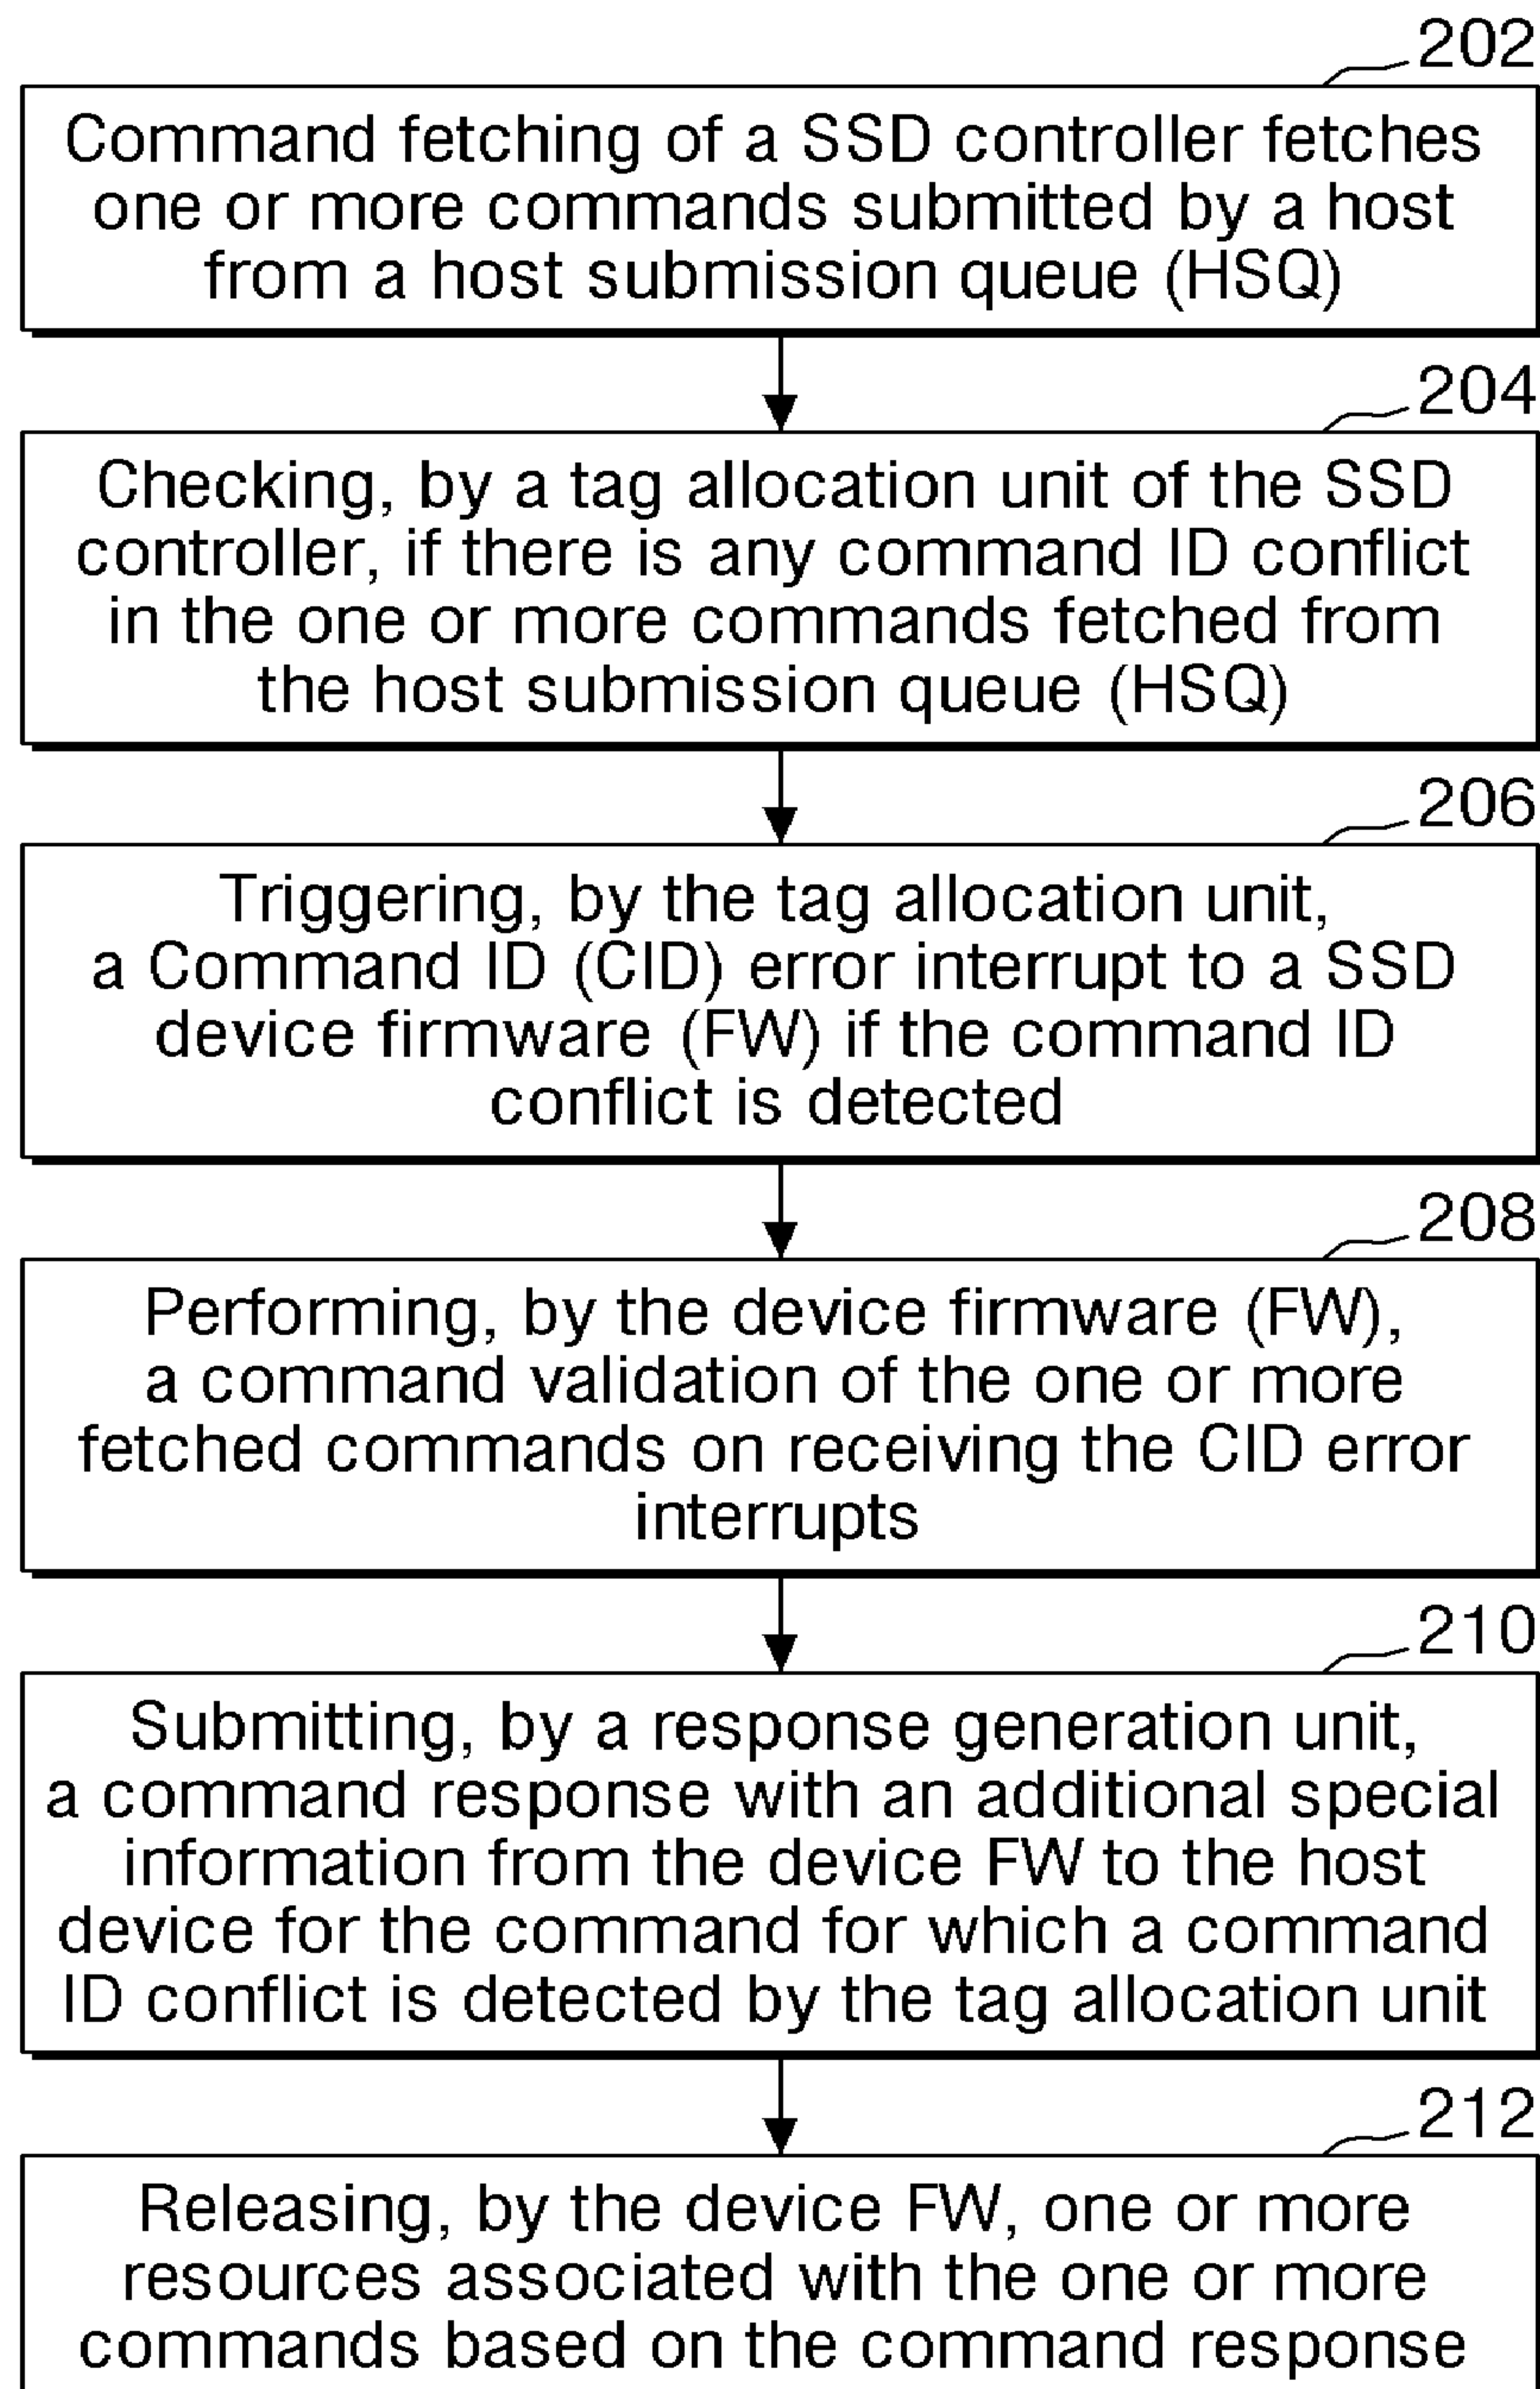 202
Command fetching of a SSD controller fetches
one or more commands submitted by a host
from a host submission queue (HSQ)
204
Checking, by a tag allocation unit of the SSD
controller, if there is any command ID conflict
in the one or more commands fetched from
the host submission queue (HSQ)
206
Triggering, by the tag allocation unit,
a Command ID (CID) error interrupt to a SSD
device firmware (FW) if the command ID
conflict is detected
208
Performing, by the device firmware (FW),
a command validation of the one or more
fetched commands on receiving the CID error
interrupts
210
Submitting, by a response generation unit,
a command response with an additional special
information from the device FW to the host
device for the command for which a command
ID conflict is detected by the tag allocation unit
212
Releasing, by the device FW, one or more
resources associated with the one or more
commands based on the command response